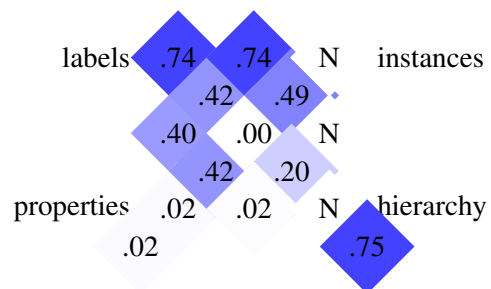 labels .74 .74 N instances
.42 .49
.40 .00 N
.42 .20
properties .02 .02 N hierarchy
.02 .75